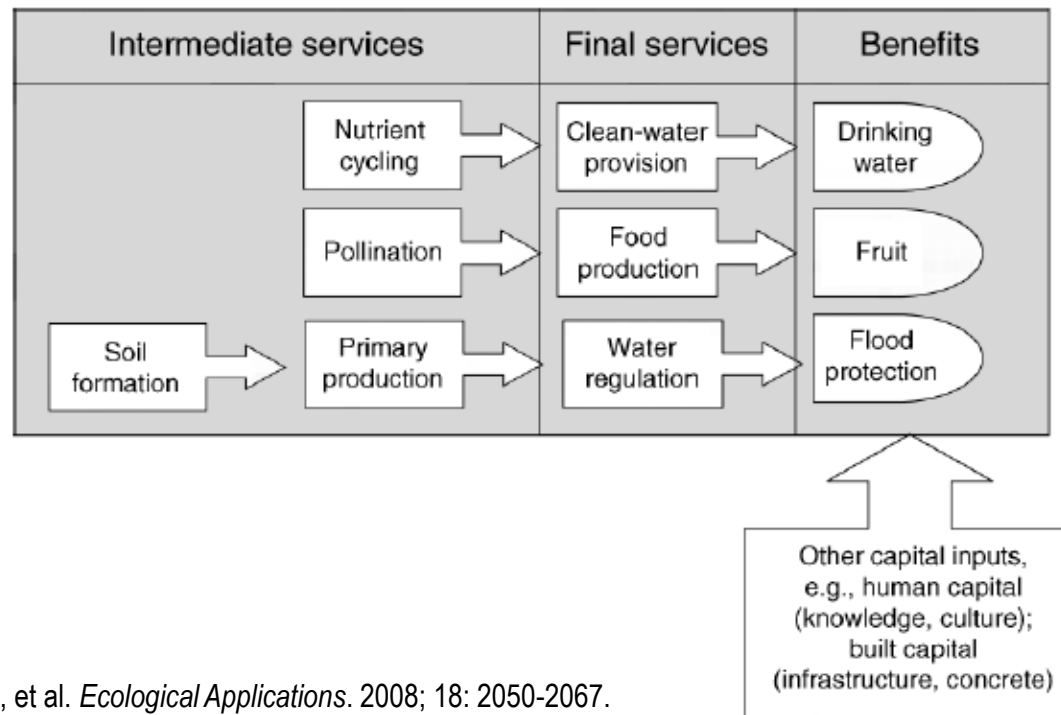 Intermediate services
Final services
Benefits
Nutrient
cycling
Clean-water
provision
Drinking
water
Pollination
Food
production
Fruit
Soil
formation
Primary
production
Water
regulation
Flood
protection
Other capital inputs,
e.g., human capital
(knowledge, culture);
built capital
(infrastructure, concrete)
, et al. Ecological Applications. 2008; 18: 2050-2067.